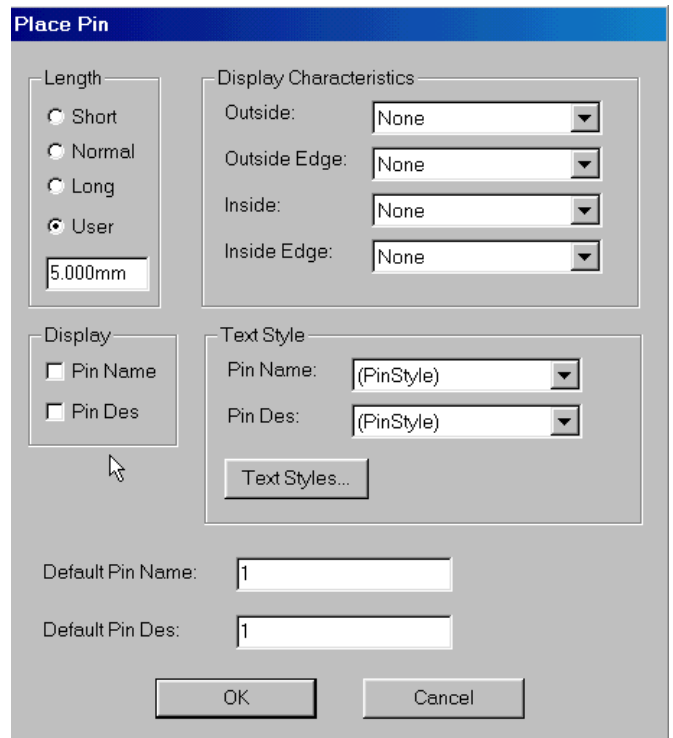 Place Pin
Length
Short
Normal
Long
User
5.000mm
Display Characteristics
Outside: None
Outside Edge: None
Inside: None
Inside Edge: None
Display
Pin Name
Pin Des
Text Style
Pin Name: (PinStyle)
Pin Des: (PinStyle)
Text Styles...
Default Pin Name: 1
Default Pin Des: 1
OK Cancel